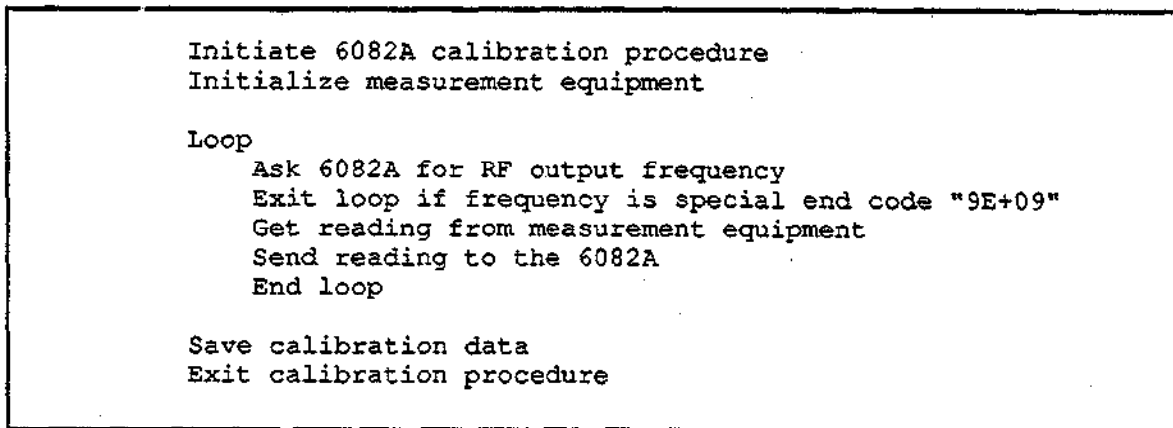 Initiate 6082A calibration procedure
Initialize measurement equipment
Loop
Ask 6082A for RF output frequency
Exit loop if frequency is special end code "9E+09"
Get reading from measurement equipment
Send reading to the 6082A
End loop
Save calibration data
Exit calibration procedure